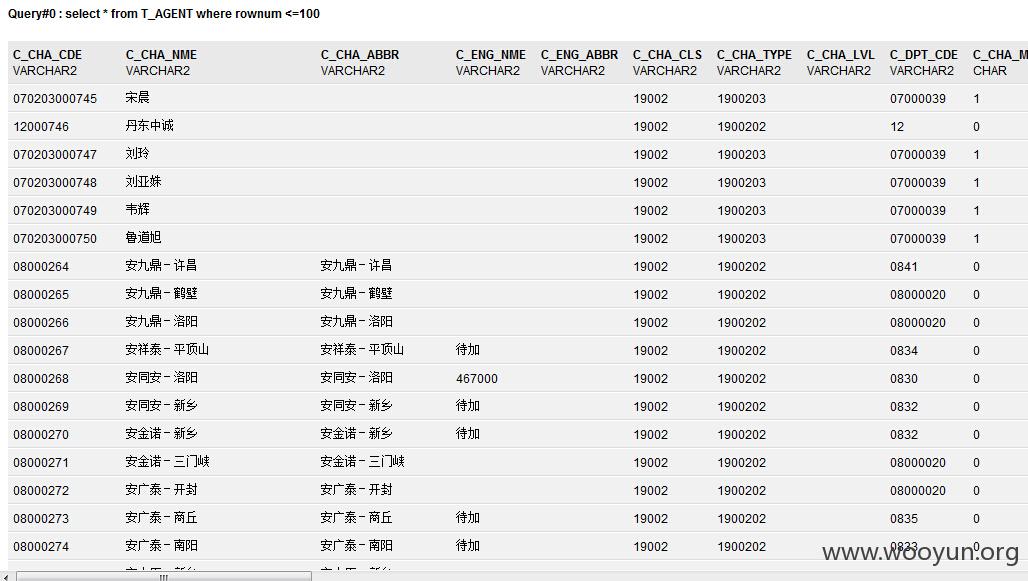 Query#0 : select * from T_AGENT where rownum <=100
C_CHA_CDE C_CHA_NME C_CHA_ABBR C_ENG_NME C_ENG_ABBR C_CHA_CLS C_CHA_TYPE C_CHA_LVL C_DPT_CDE C_CHA_M
VARCHAR2 VARCHAR2 VARCHAR2 VARCHAR2 VARCHAR2 VARCHAR2 VARCHAR2 VARCHAR2 VARCHAR2 CHAR
070203000745 宋晨 19002 1900203 07000039 1
12000746 丹东中诚 19002 1900202 12 0
070203000747 刘玲 19002 1900203 07000039 1
070203000748 刘亚姝 19002 1900203 07000039 1
070203000749 韦辉 19002 1900203 07000039 1
070203000750 鲁道旭 19002 1900203 07000039 1
08000264 安九鼎－许昌 安九鼎－许昌 19002 1900202 0841 0
08000265 安九鼎－鹤壁 安九鼎－鹤壁 19002 1900202 08000020 0
08000266 安九鼎－洛阳 安九鼎－洛阳 19002 1900202 08000020 0
08000267 安祥泰－平顶山 安祥泰－平顶山 待加 19002 1900202 0834 0
08000268 安同安－洛阳 安同安－洛阳 467000 19002 1900202 0830 0
08000269 安同安－新乡 安同安－新乡 待加 19002 1900202 0832 0
08000270 安金诺－新乡 安金诺－新乡 待加 19002 1900202 0832 0
08000271 安金诺－三门峡 安金诺－三门峡 19002 1900202 08000020 0
08000272 安广泰－开封 安广泰－开封 19002 1900202 08000020 0
08000273 安广泰－商丘 安广泰－商丘 待加 19002 1900202 0835 0
08000274 安广泰－南阳 安广泰－南阳 待加 19002 1900202 0833 0
www.wooyun.org